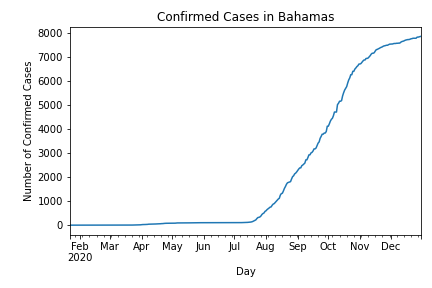 Confirmed Cases in Bahamas
Number of Confirmed Cases
8000
7000
6000
5000
4000
3000
2000
1000
0
Feb Mar Apr May Jun Jul Aug Sep Oct Nov Dec
2020
Day